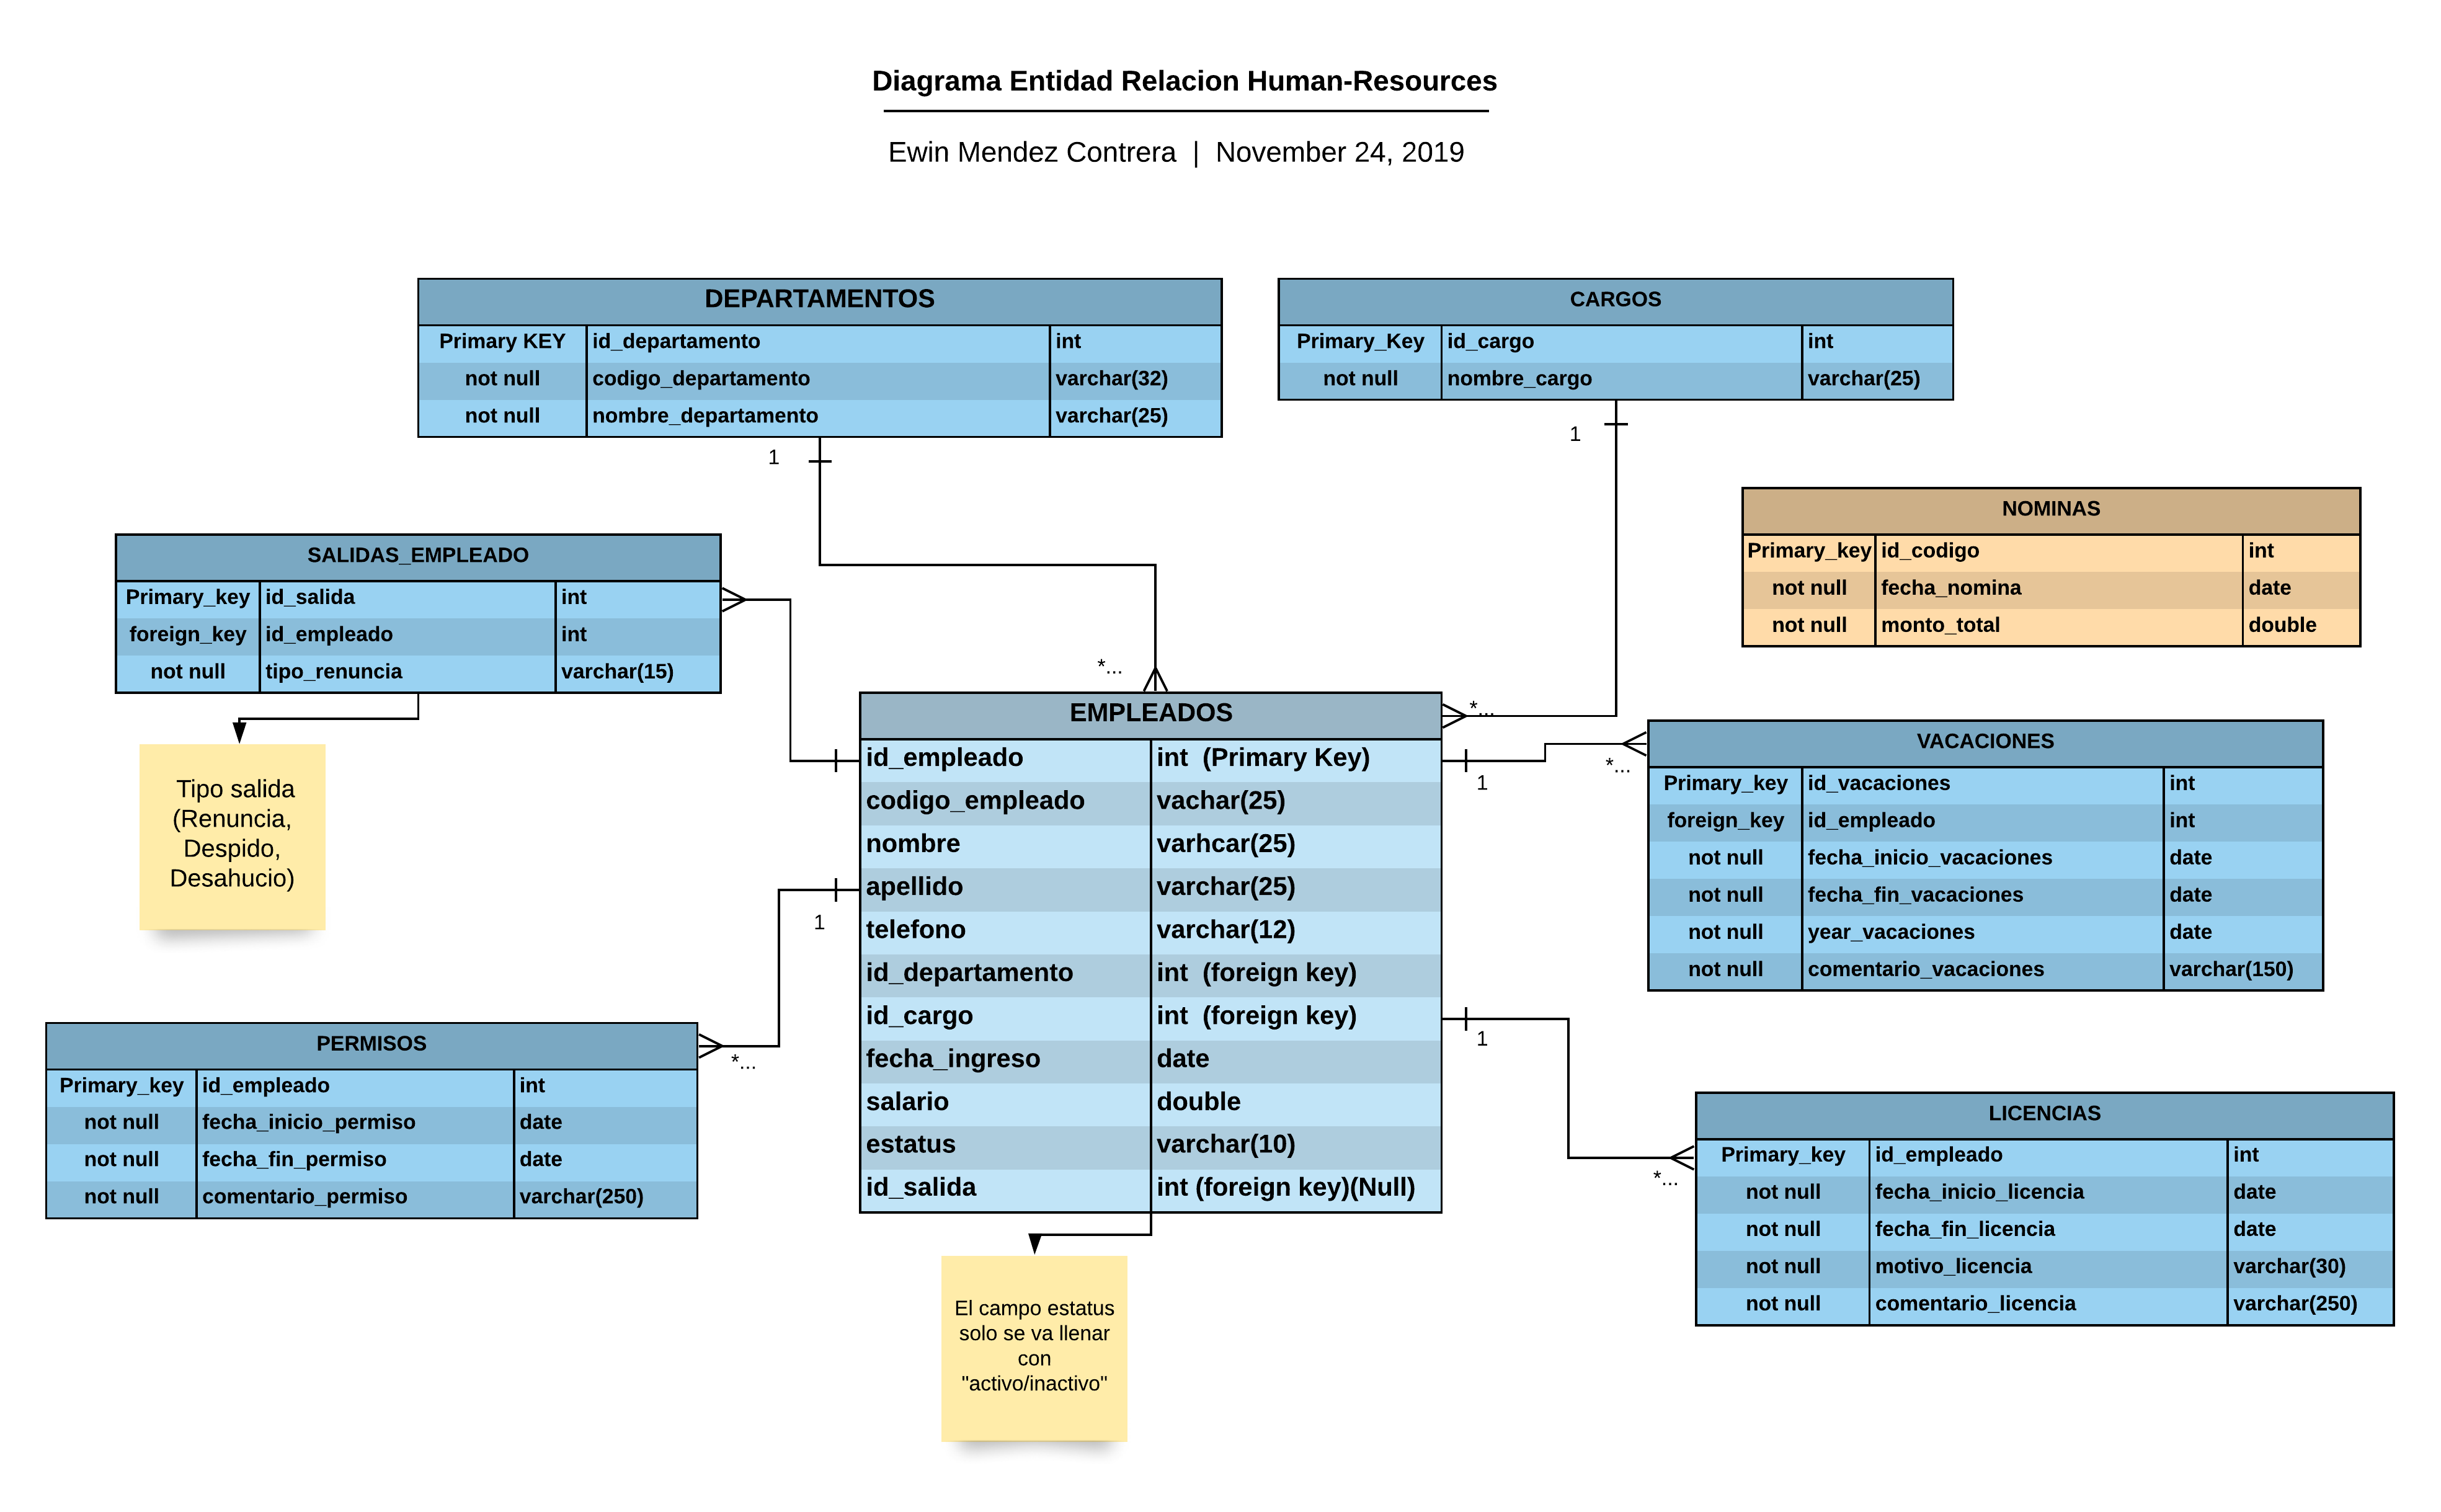 Diagrama Entidad Relacion Human-Resources
Ewin Mendez Contrera | November 24, 2019
DEPARTAMENTOS
Primary KEY id_departamento int
not null codigo_departamento varchar(32)
not null nombre_departamento varchar(25)
1
CARGOS
Primary_Key id_cargo int
not null nombre_cargo varchar(25)
1
NOMINAS
Primary_key id_codigo int
not null fecha_nomina date
not null monto_total double
SALIDAS_EMPLEADO
Primary_key id_salida int
foreign_key id_empleado int
not null tipo_renuncia varchar(15)
Tipo salida
(Renuncia,
Despido,
Desahucio)
*...
*...
EMPLEADOS
id_empleado int (Primary Key)
codigo_empleado vachar(25)
nombre varhcar(25)
apellido varchar(25)
telefono varchar(12)
id_departamento int (foreign key)
id_cargo int (foreign key)
fecha_ingreso date
salario double
estatus varchar(10)
id_salida int (foreign key)(Null)
1
*...
VACACIONES
Primary_key id_vacaciones int
foreign_key id_empleado int
not null fecha_inicio_vacaciones date
not null fecha_fin_vacaciones date
not null year_vacaciones date
not null comentario_vacaciones varchar(150)
1
*...
PERMISOS
Primary_key id_empleado int
not null fecha_inicio_permiso date
not null fecha_fin_permiso date
not null comentario_permiso varchar(250)
1
*...
LICENCIAS
Primary_key id_empleado int
not null fecha_inicio_licencia date
not null fecha_fin_licencia date
not null motivo_licencia varchar(30)
not null comentario_licencia varchar(250)
El campo estatus
solo se va llenar
con
"activo/inactivo"